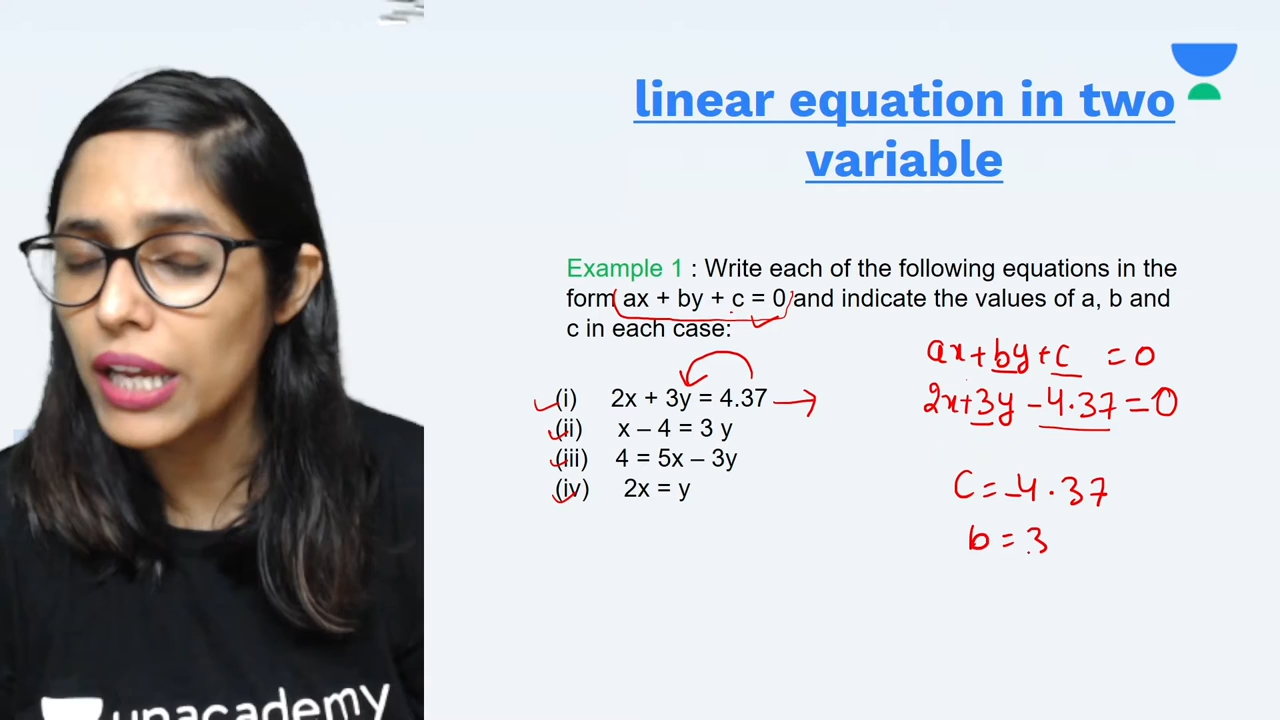 linear equation in two
variable
Example 1 : Write each of the following equations in the
form ax + by + c = 0 and indicate the values of a, b and
c in each case:
(i) 2x + 3y = 4.37
(ii) x – 4 = 3 y
(iii) 4 = 5x – 3y
(iv) 2x = y
ax+by+c = 0
2x+3y -4.37=0
C = -4.37
b = 3
unacademy